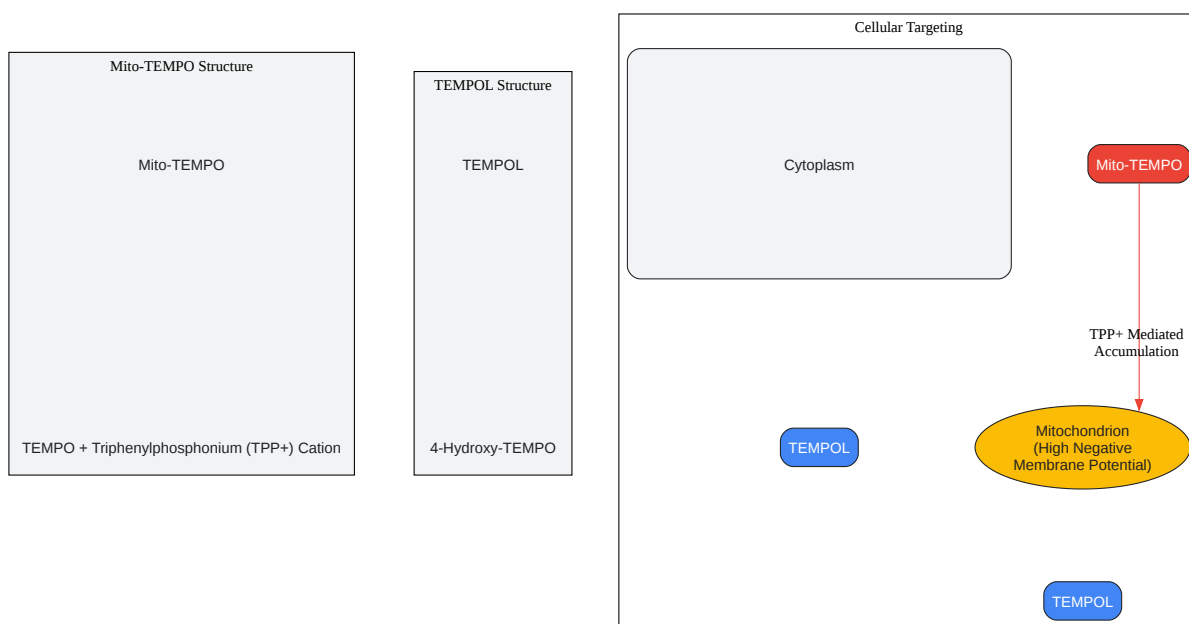 Mito-TEMPO Structure
Mito-TEMPO
TEMPO + Triphenylphosphonium (TPP+) Cation
TEMPOL Structure
TEMPOL
4-Hydroxy-TEMPO
Cellular Targeting
Cytoplasm
Mito-TEMPO
TPP+ Mediated
Accumulation
TEMPOL
Mitochondrion
(High Negative
Membrane Potential)
TEMPOL